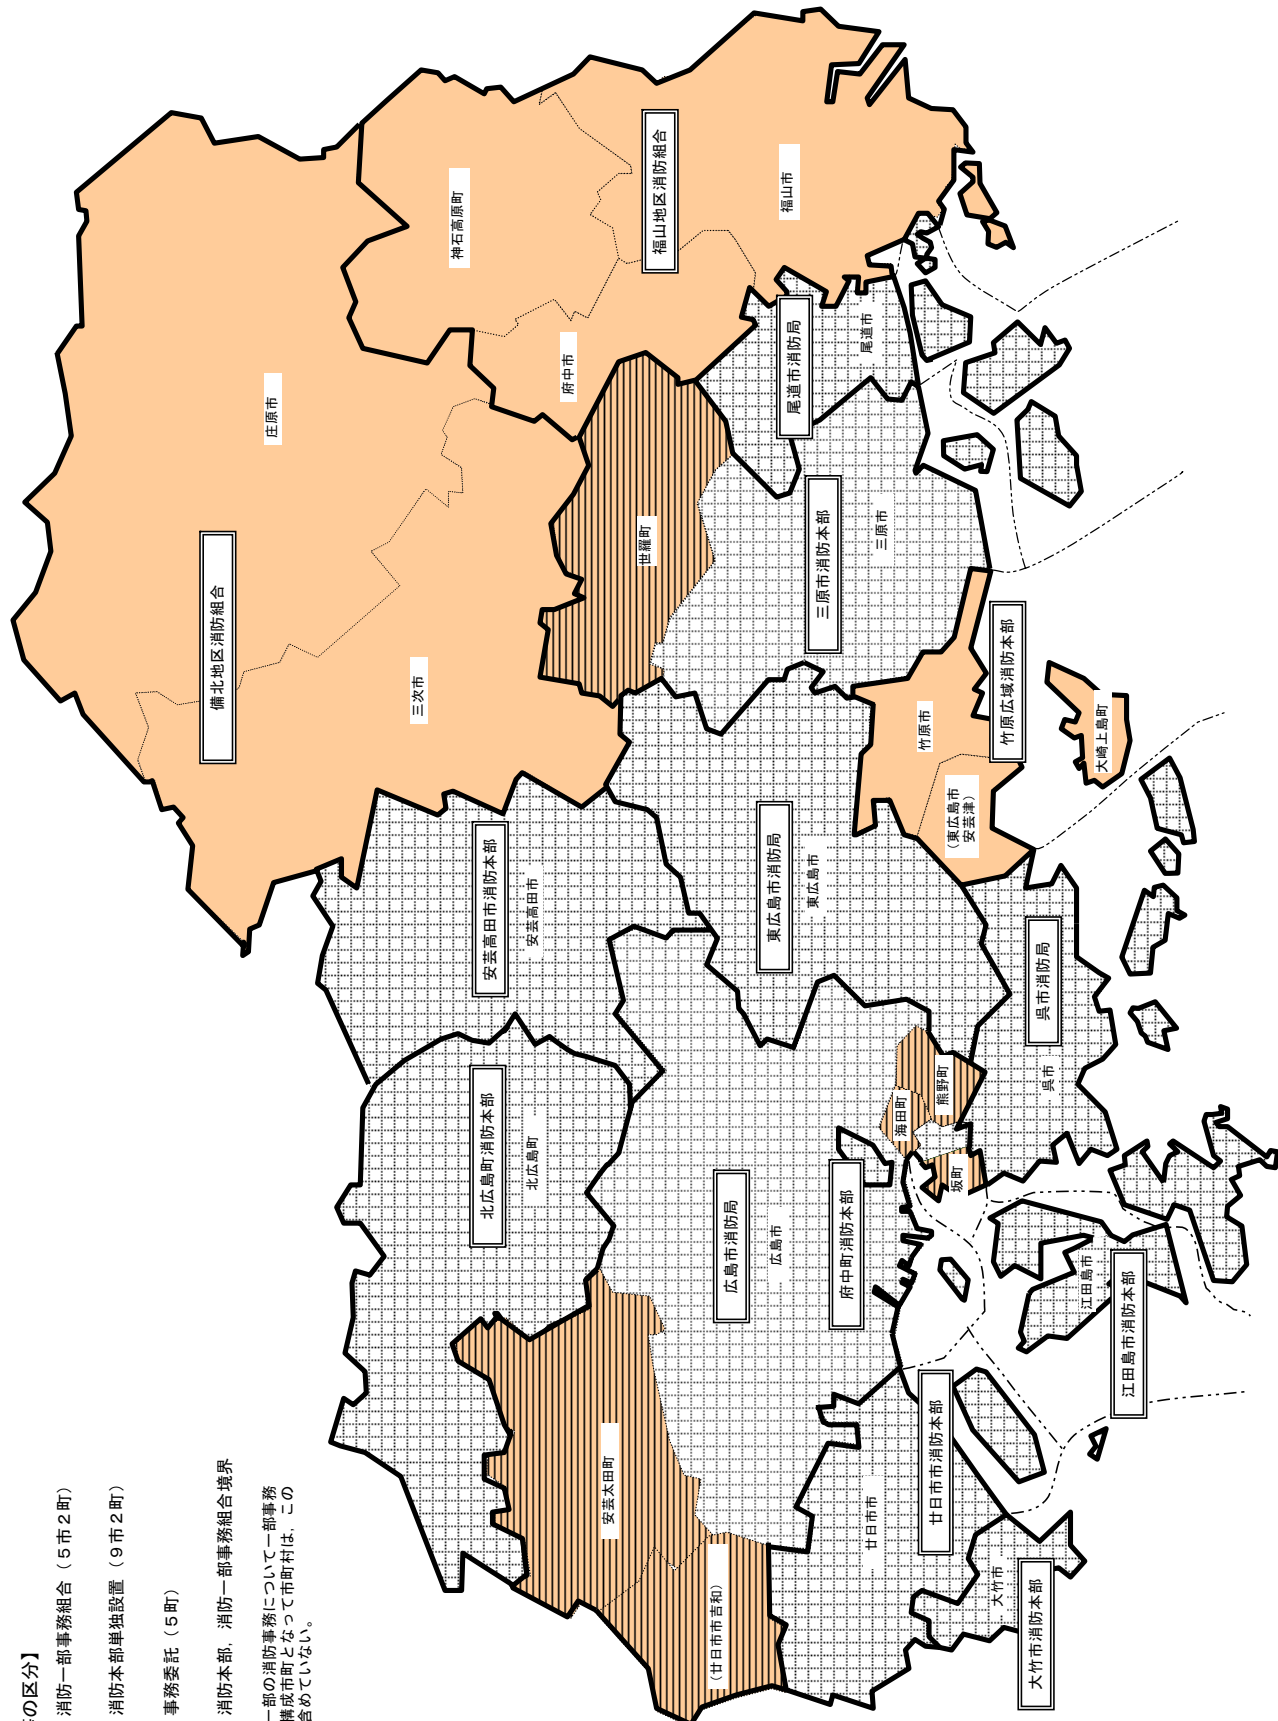 の区分】
消防一部事務組合（５市２町）
消防本部単独設置（９市２町）
事務委託（５町）
消防本部，消防一部事務組合境界
一部の消防事務について一部事務
構成市町となって市町村は，この
含めていない。
備北地区消防組合
庄原市
三次市
神石高原町
府中市
福山地区消防組合
福山市
尾道市消防局
尾道市
世羅町
三原市消防本部
三原市
竹原広域消防本部
竹原市
（東広島市
安芸津）
大崎上島町
安芸高田市消防本部
安芸高田市
東広島市消防局
東広島市
呉市消防局
呉市
北広島町消防本部
北広島町
広島市消防局
広島市
府中町消防本部
海田町
熊野町
坂町
江田島市
江田島市消防本部
安芸太田町
（廿日市市吉和）
廿日市市
廿日市市消防本部
大竹市
大竹市消防本部